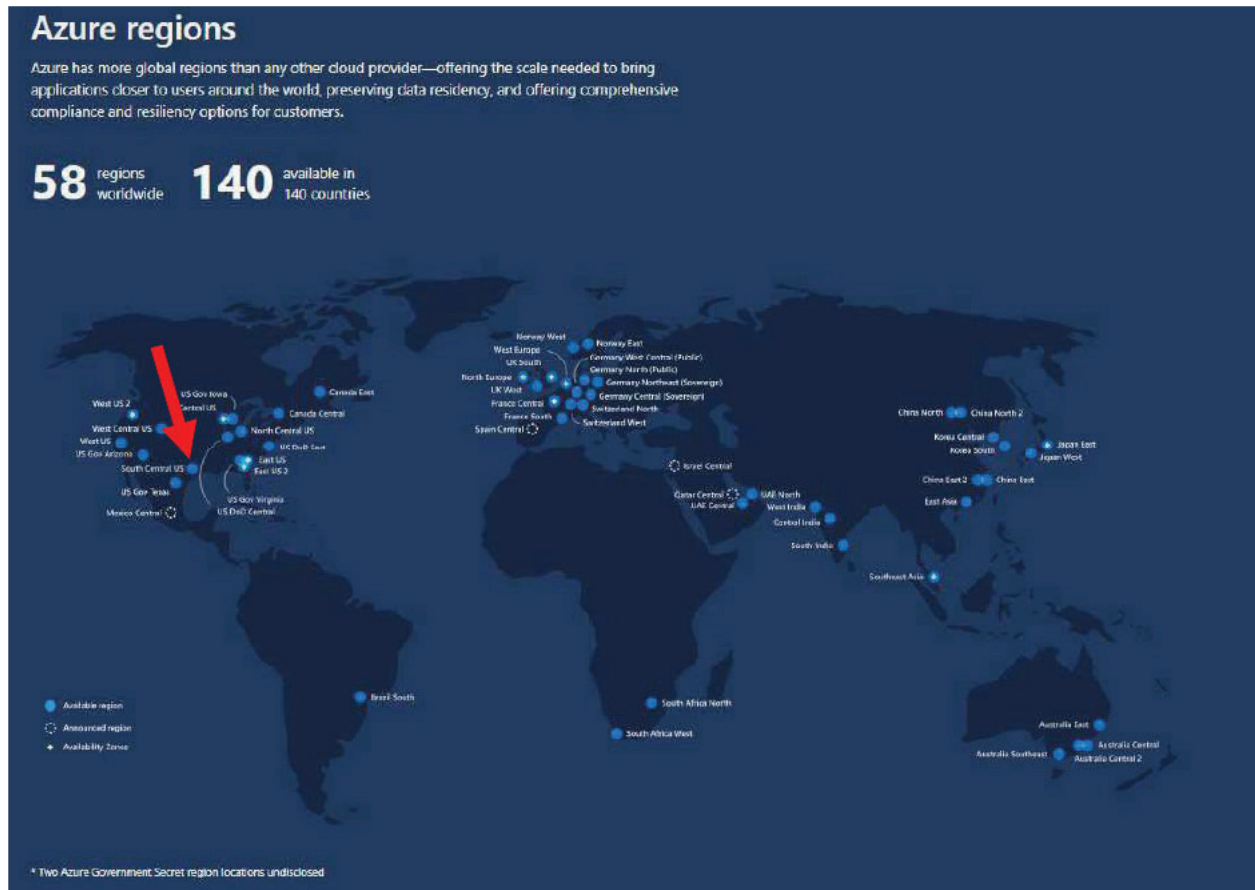 Azure regions
Azure has more global regions than any other cloud provider—offering the scale needed to bring
applications closer to users around the world, preserving data residency, and offering comprehensive
compliance and resiliency options for customers.
58 regions worldwide
140 available in 140 countries
Norway West
Norway East
West Europe
Germany West Central (Public)
UK South
Germany North (Public)
North Europe
Germany Northeast (Sovereign)
UK West
Germany Central (Sovereign)
France Central
Switzerland North
France South
Switzerland West
Spain Central
US Gov Iowa
Canada East
West US 2
Central US
Canada Central
West Central US
North Central US
West US
US DoD East
US Gov Arizona
East US
South Central US
East US 2
US Gov Texas
US Gov Virginia
Mexico Central
US DoD Central
China North
China North 2
Korea Central
Japan East
Korea South
Japan West
Israel Central
China East 2
China East
Qatar Central
UAE North
UAE Central
West India
East Asia
Central India
South India
Southeast Asia
Brazil South
South Africa North
South Africa West
Australia East
Australia Central
Australia Southeast
Australia Central 2
Available region
Announced region
Availability Zones
* Two Azure Government Secret region locations undisclosed